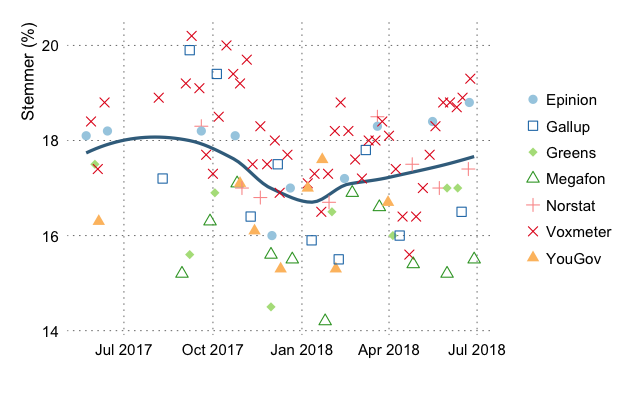 Stemmer (%)
20
18
16
14
Jul 2017
Oct 2017
Jan 2018
Apr 2018
Jul 2018
Epinion
Gallup
Greens
Megafon
Norstat
Voxmeter
YouGov